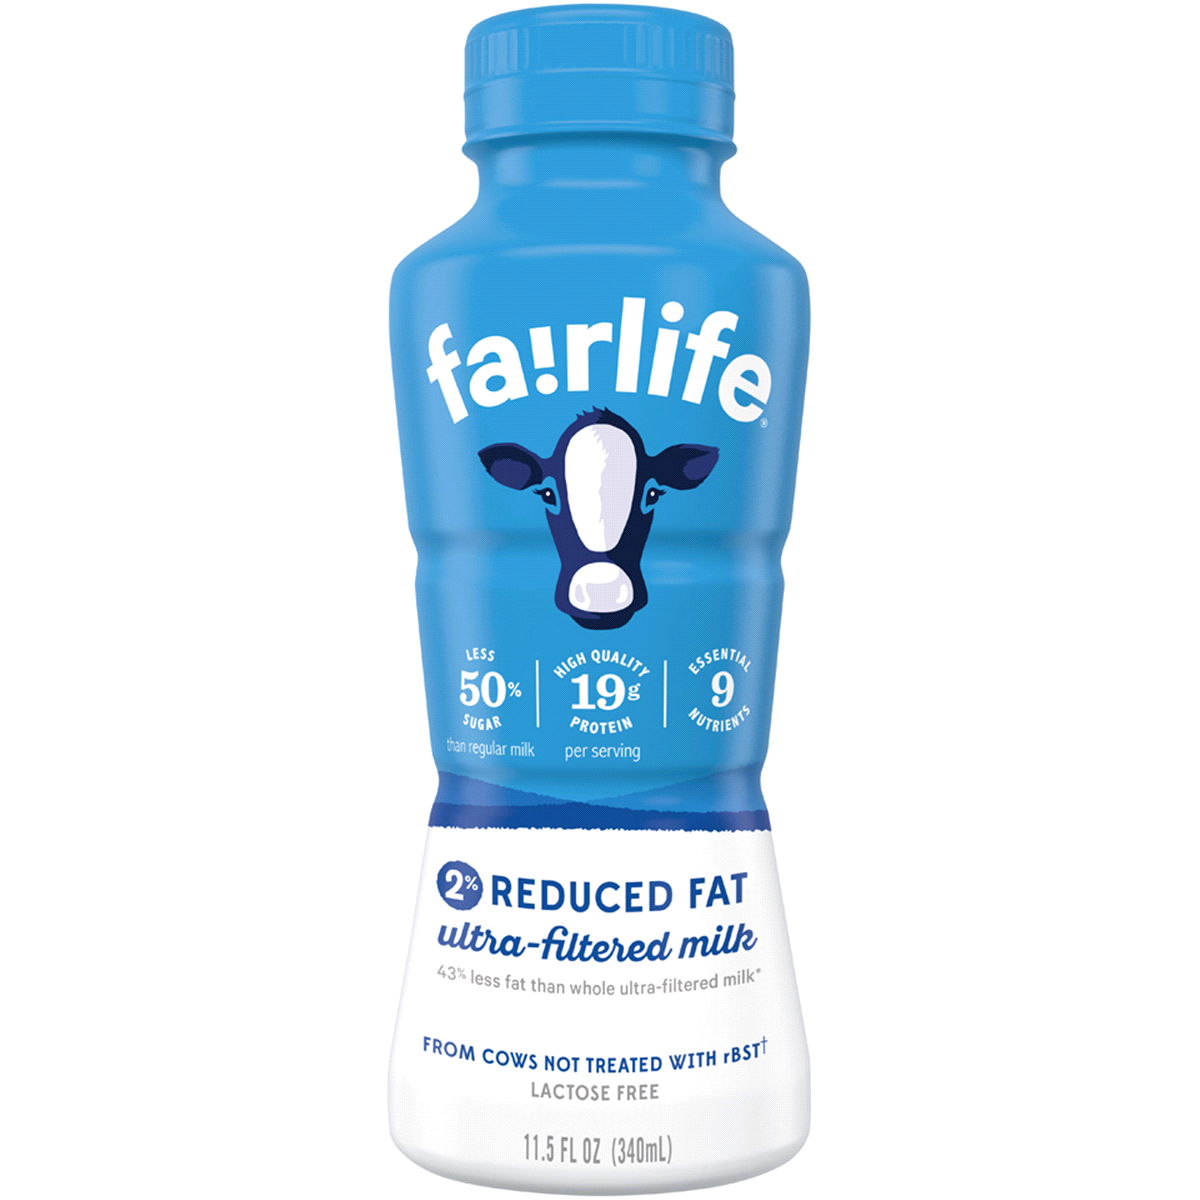 fa!rlife®
LESS
50%
SUGAR
than regular milk
HIGH QUALITY
19g
PROTEIN
per serving
ESSENTIAL
9
NUTRIENTS
2% REDUCED FAT
ultra-filtered milk
43% less fat than whole ultra-filtered milk*
FROM COWS NOT TREATED WITH rBST†
LACTOSE FREE
11.5 FL OZ (340mL)